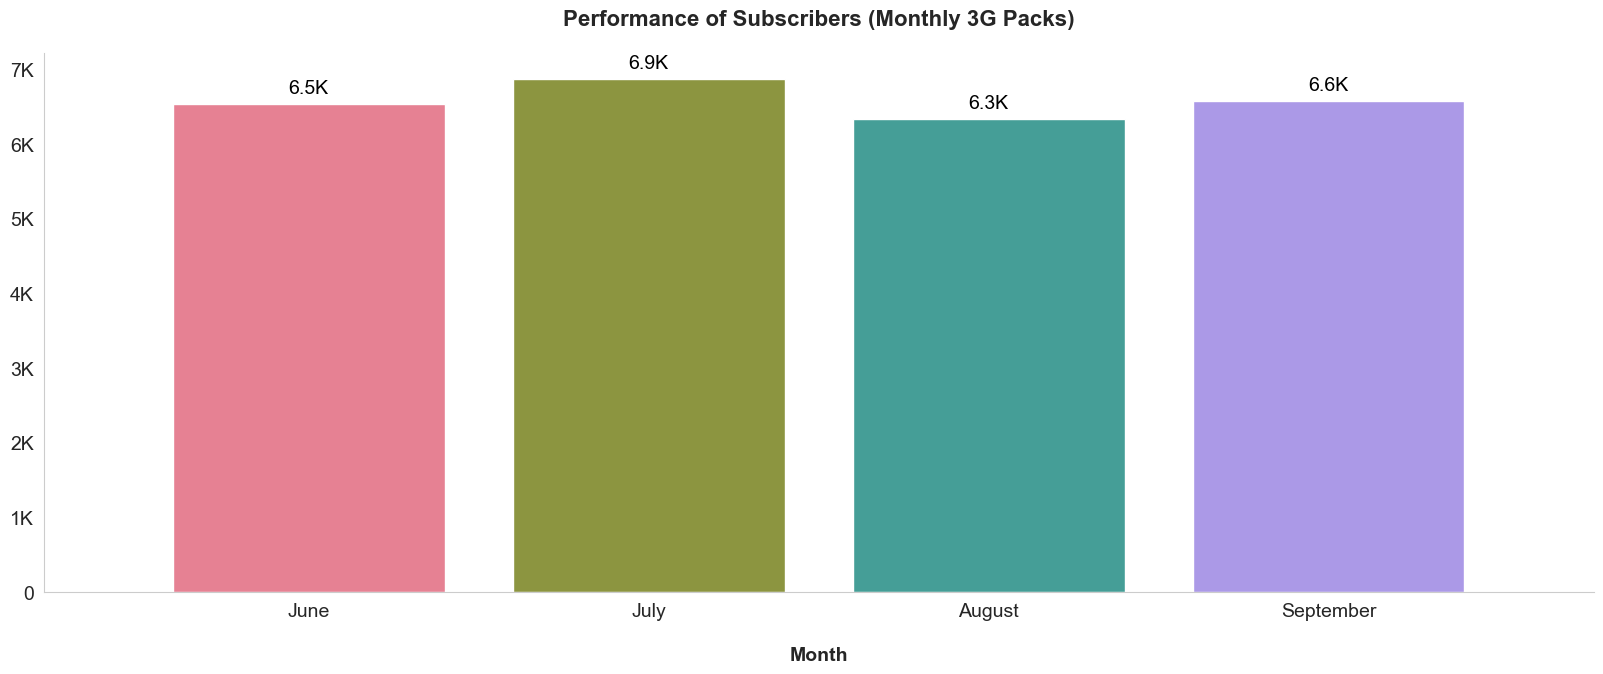 Performance of Subscribers (Monthly 3G Packs)
7K
6K
5K
4K
3K
2K
1K
0
6.5K
6.9K
6.3K
6.6K
June
July
August
September
Month